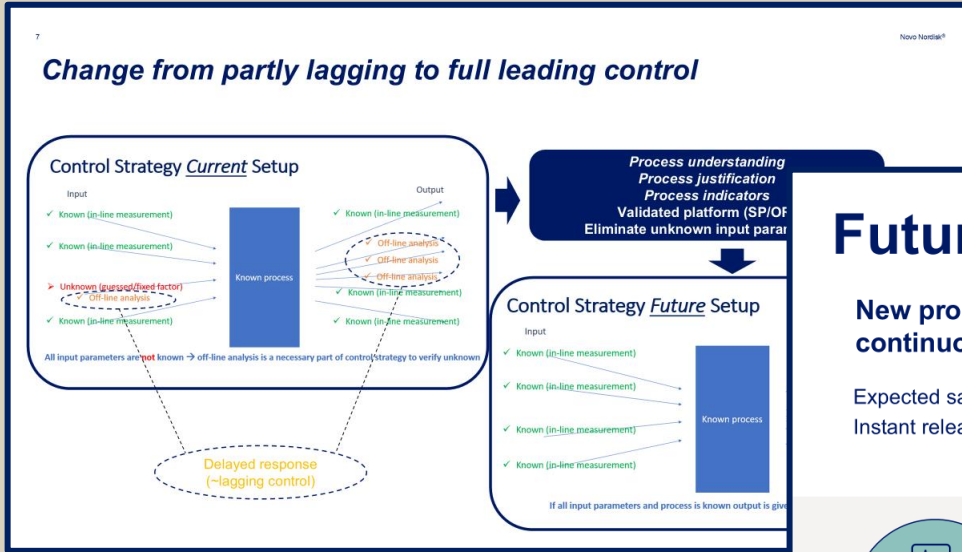 7
Novo Nordisk®
Change from partly lagging to full leading control
Control Strategy Current Setup
Input
Output
✓ Known (in-line measurement)
✓ Known (in-line measurement)
➤ Unknown (guessed/fixed factor)
✓ Off-line analysis
✓ Known (in-line measurement)
Known process
✓ Known (in-line measurement)
✓ Off-line analysis
✓ Off-line analysis
✓ Off-line analysis
✓ Known (in-line measurement)
✓ Known (in-line measurement)
All input parameters are not known → off-line analysis is a necessary part of control strategy to verify unknown
Delayed response
(~lagging control)
Process understanding
Process justification
Process indicators
Validated platform (SP/OP
Eliminate unknown input param
Control Strategy Future Setup
Input
✓ Known (in-line measurement)
✓ Known (in-line measurement)
✓ Known (in-line measurement)
✓ Known (in-line measurement)
Known process
If all input parameters and process is known output is give
Futur
New pro
continuo
Expected sa
Instant relea